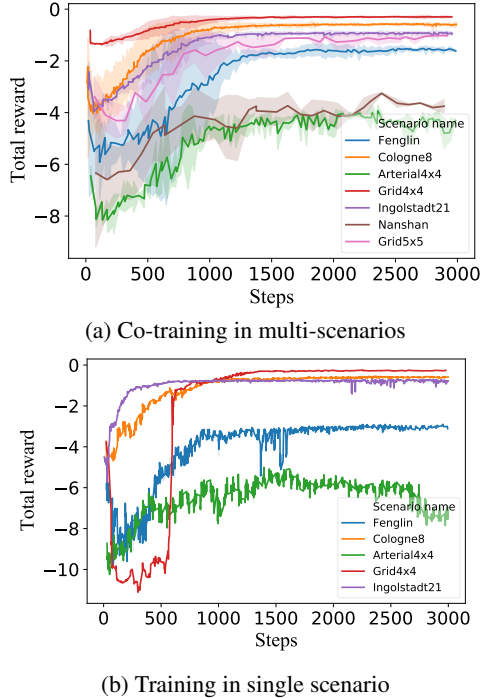 0
−2
−4
−6
−8
Total reward
Scenario name
Fenglin
Cologne8
Arterial4x4
Grid4x4
Ingolstadt21
Nanshan
Grid5x5
0 500 1000 1500 2000 2500 3000
Steps
(a) Co-training in multi-scenarios
0
−2
−4
−6
−8
−10
Total reward
Scenario name
Fenglin
Cologne8
Arterial4x4
Grid4x4
Ingolstadt21
0 500 1000 1500 2000 2500 3000
Steps
(b) Training in single scenario